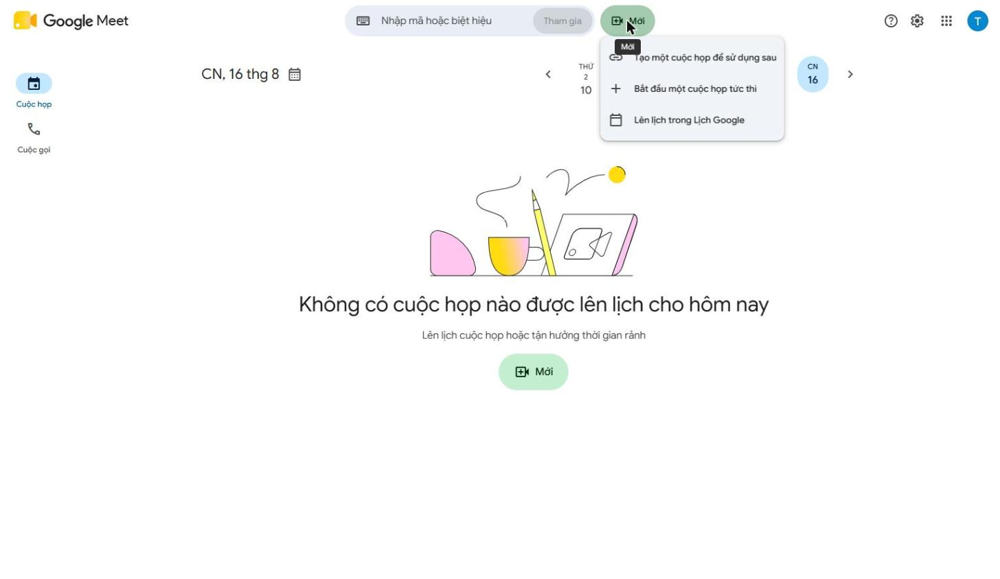 Google Meet
Nhập mã hoặc biệt hiệu
Tham gia
Mới
T
Mới
Tạo một cuộc họp để sử dụng sau
Bắt đầu một cuộc họp tức thì
Lên lịch trong Lịch Google
Cuộc họp
Cuộc gọi
CN, 16 thg 8
THỨ
2
10
CN
16
Không có cuộc họp nào được lên lịch cho hôm nay
Lên lịch cuộc họp hoặc tận hưởng thời gian rảnh
Mới